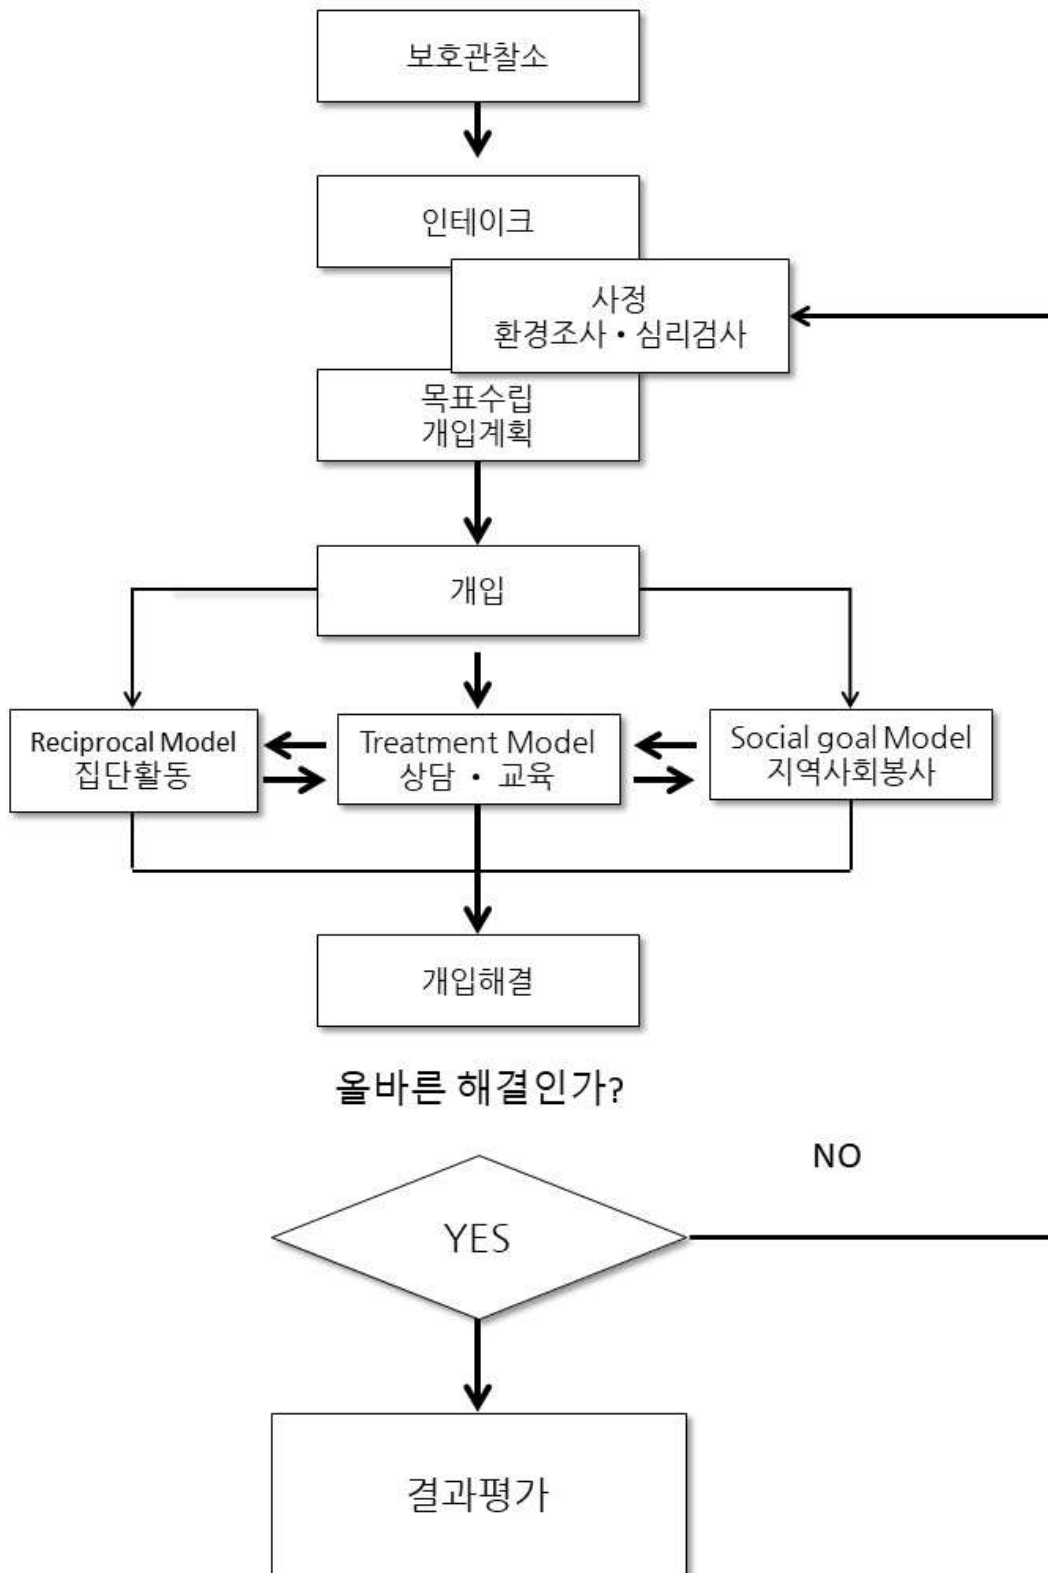 보호관찰소
인테이크
사정
환경조사・심리검사
목표수립
개입계획
개입
Reciprocal Model
집단활동
Treatment Model
상담 ・ 교육
Social goal Model
지역사회봉사
개입해결
올바른 해결인가?
NO
YES
결과평가